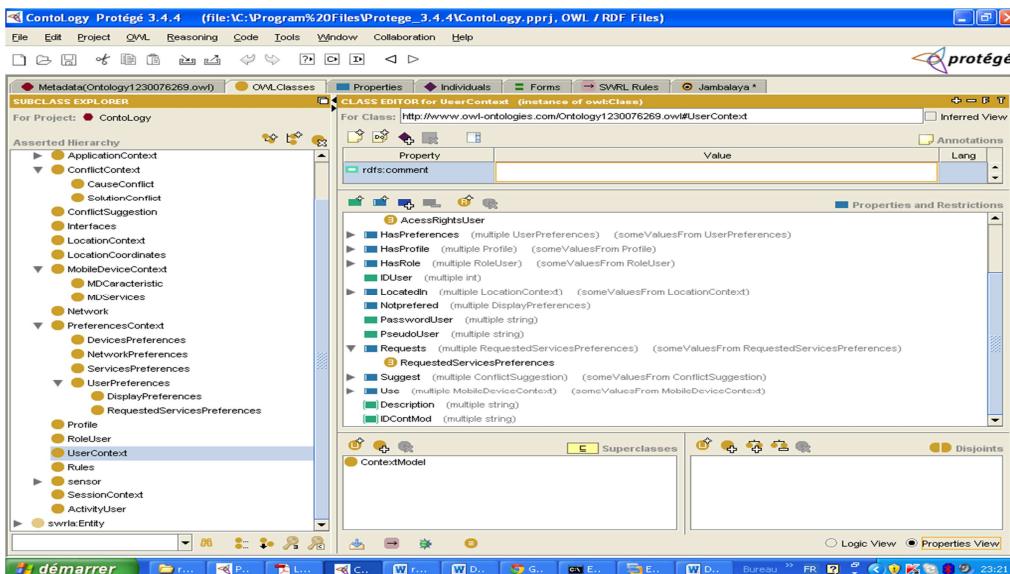 ContoLogy Protégé 3.4.4 (file:\C:\Program%20Files\Protege_3.4.4\ContoLogy.pprj, OWL / RDF Files)
File Edit Project OWL Reasoning Code Tools Window Collaboration Help
protégé
Metadata(Ontology1230076269.owl) OWLClasses Properties Individuals Forms SWRL Rules Jambalaya *
SUBCLASS EXPLORER
For Project: ContoLogy
Asserted Hierarchy
ApplicationContext
ConflictContext
CauseConflict
SolutionConflict
ConflictSuggestion
Interfaces
LocationContext
LocationCoordinates
MobileDeviceContext
MDCaracteristic
MDServices
Network
PreferencesContext
DevicesPreferences
NetworkPreferences
ServicesPreferences
UserPreferences
DisplayPreferences
RequestedServicesPreferences
Profile
RoleUser
UserContext
Rules
sensor
SessionContext
ActivityUser
swrla:Entity
CLASS EDITOR for UserContext (instance of owl:Class)
For Class: http://www.owl-ontologies.com/Ontology1230076269.owl#UserContext
Inferred View
Annotations
Property Value Lang
rdfs:comment
Properties and Restrictions
AcessRightsUser
HasPreferences (multiple UserPreferences) (someValuesFrom UserPreferences)
HasProfile (multiple Profile) (someValuesFrom Profile)
HasRole (multiple RoleUser) (someValuesFrom RoleUser)
IDUser (multiple int)
LocatedIn (multiple LocationContext) (someValuesFrom LocationContext)
Notprefered (multiple DisplayPreferences)
PasswordUser (multiple string)
PseudoUser (multiple string)
Requests (multiple RequestedServicesPreferences) (someValuesFrom RequestedServicesPreferences)
RequestedServicesPreferences
Suggest (multiple ConflictSuggestion) (someValuesFrom ConflictSuggestion)
Use (multiple MobileDeviceContext) (someValuesFrom MobileDeviceContext)
Description (multiple string)
IDContMod (multiple string)
Superclasses
ContextModel
Disjoints
Logic View Properties View
démarrer r... P... L... C... r... D... G... E... E... D... Bureau FR 23:21